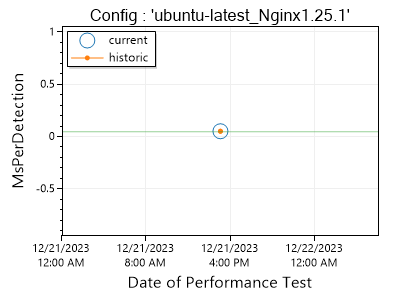 Config : 'ubuntu-latest_Nginx1.25.1'
current
historic
MsPerDetection
1
0.5
0
-0.5
12/21/2023 12/21/2023 12/21/2023 12/22/2023
12:00 AM 8:00 AM 4:00 PM 12:00 AM
Date of Performance Test